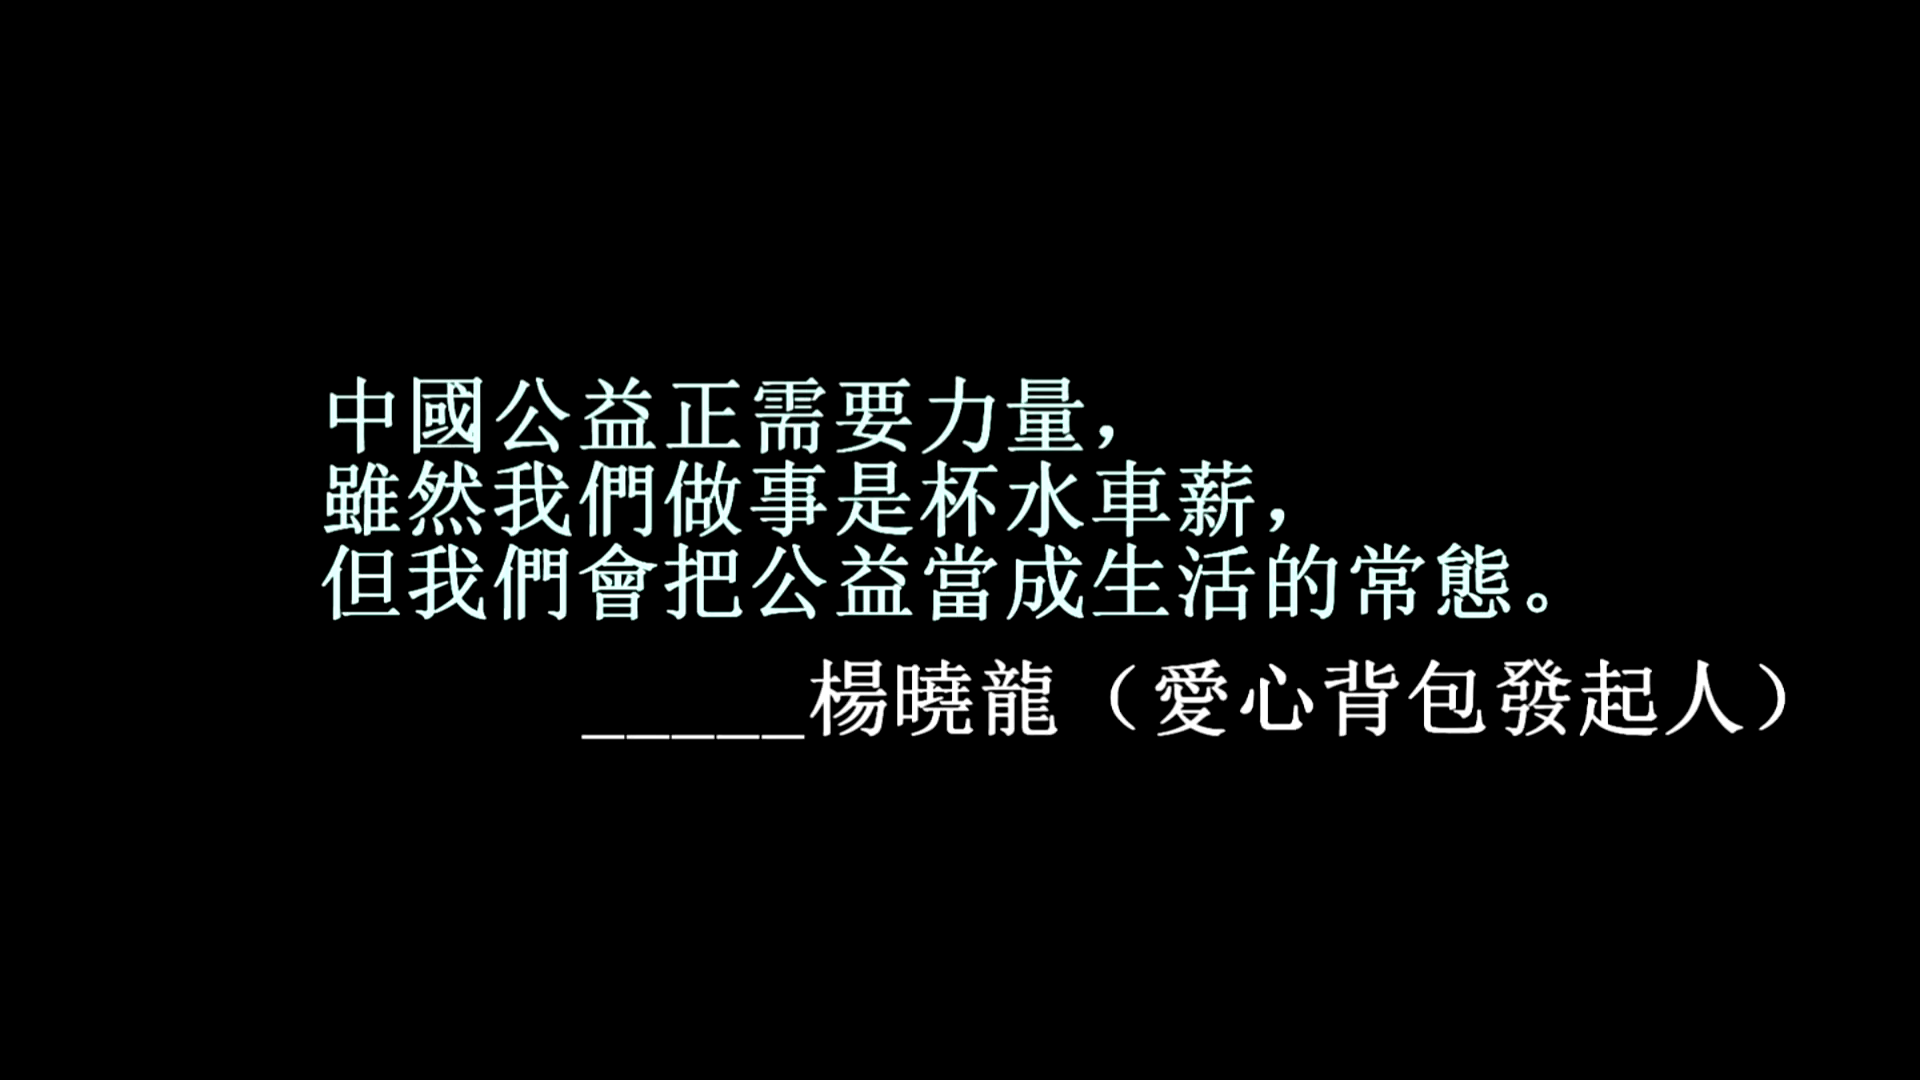 中國公益正需要力量，
雖然我們做事是杯水車薪，
但我們會把公益當成生活的常態。
_____楊曉龍（愛心背包發起人）